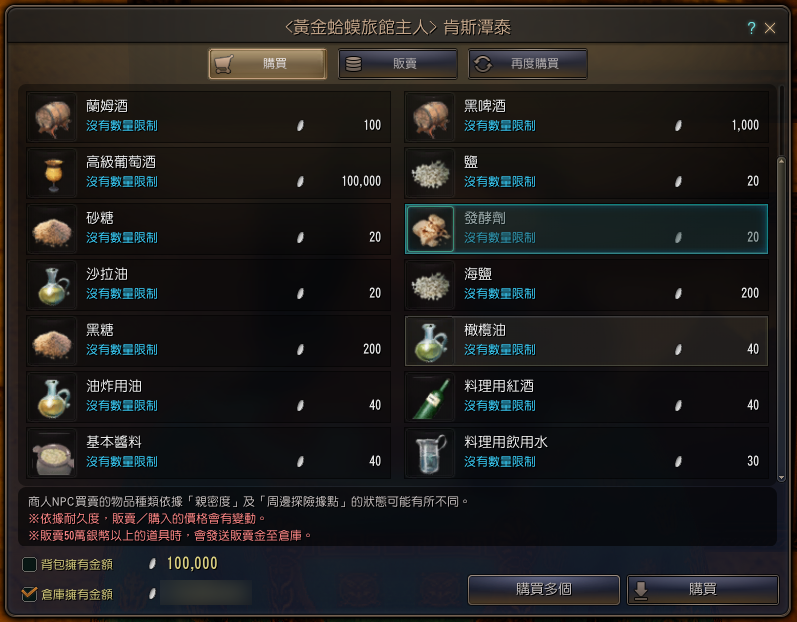 <黃金蛤蟆旅館主人> 肯斯潭泰
?
購買
販賣
再度購買
蘭姆酒
沒有數量限制
100
黑啤酒
沒有數量限制
1,000
高級葡萄酒
沒有數量限制
100,000
鹽
沒有數量限制
20
砂糖
沒有數量限制
20
發酵劑
沒有數量限制
20
沙拉油
沒有數量限制
20
海鹽
沒有數量限制
200
黑糖
沒有數量限制
200
橄欖油
沒有數量限制
40
油炸用油
沒有數量限制
40
料理用紅酒
沒有數量限制
40
基本醬料
沒有數量限制
40
料理用飲用水
沒有數量限制
30
商人NPC買賣的物品種類依據「親密度」及「周邊探險據點」的狀態可能有所不同。
※依據耐久度，販賣／購入的價格會有變動。
※販賣50萬銀幣以上的道具時，會發送販賣金至倉庫。
背包擁有金額
100,000
倉庫擁有金額
購買多個
購買